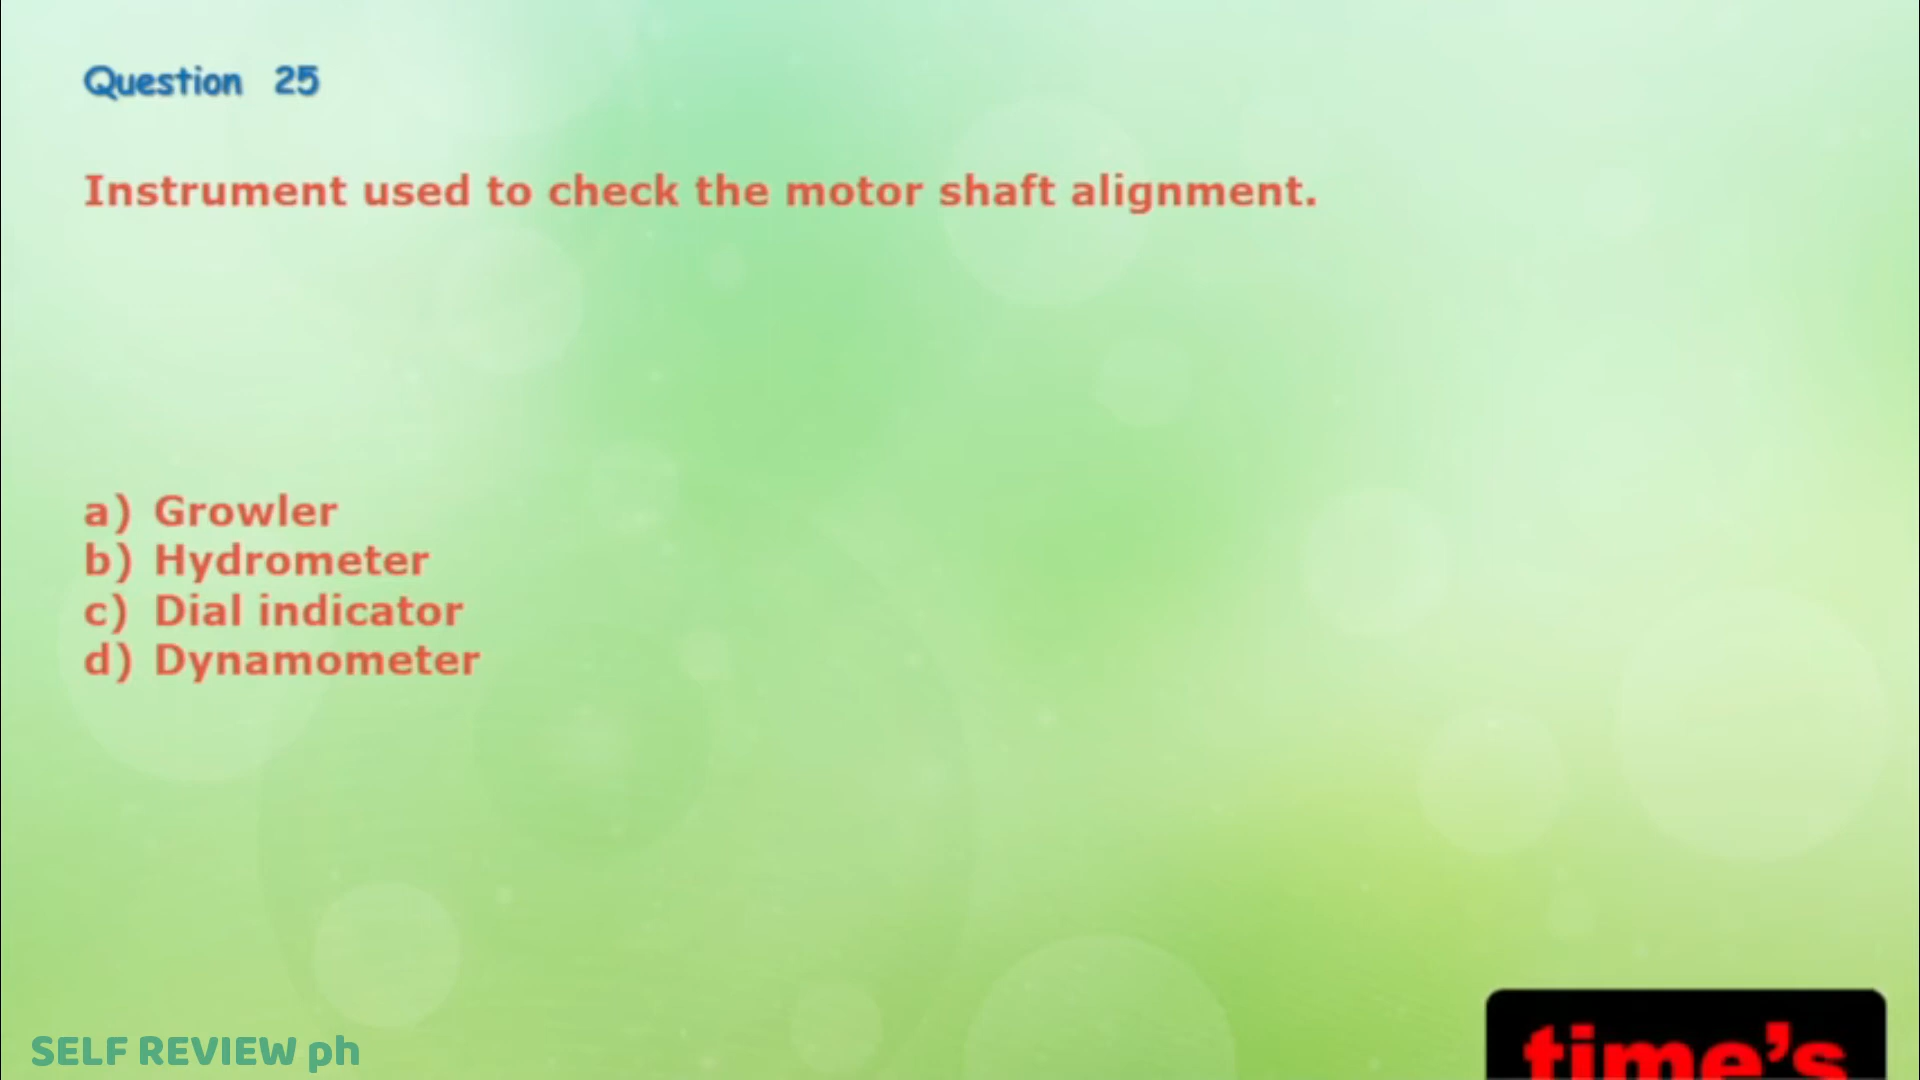 Question 25
Instrument used to check the motor shaft alignment.
a) Growler
b) Hydrometer
c) Dial indicator
d) Dynamometer
SELF REVIEW ph
time's